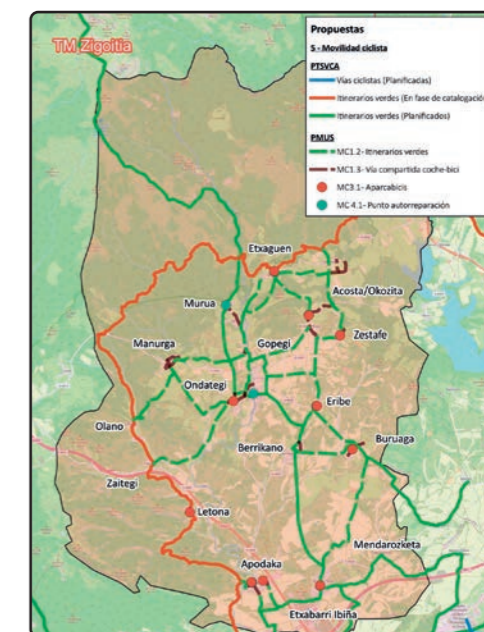 TM Zigoitia
Propuestas
5 - Movilidad ciclista
PTSVCA
Vías ciclistas (Planificadas)
Itinerarios verdes (En fase de catalogación)
Itinerarios verdes (Planificados)
PMUS
MC1.2- Itinerarios verdes
MC1.3- Vía compartida coche-bici
MC3.1- Aparcabicis
MC 4.1- Punto autorreparación
Etxaguen
Acosta/Okoizta
Murua
Manurga
Gopegi
Zestafe
Ondategi
Eribe
Olano
Berrikano
Buruaga
Zaitegi
Letona
Mendarozketa
Apodaka
Etxabarri Ibiña